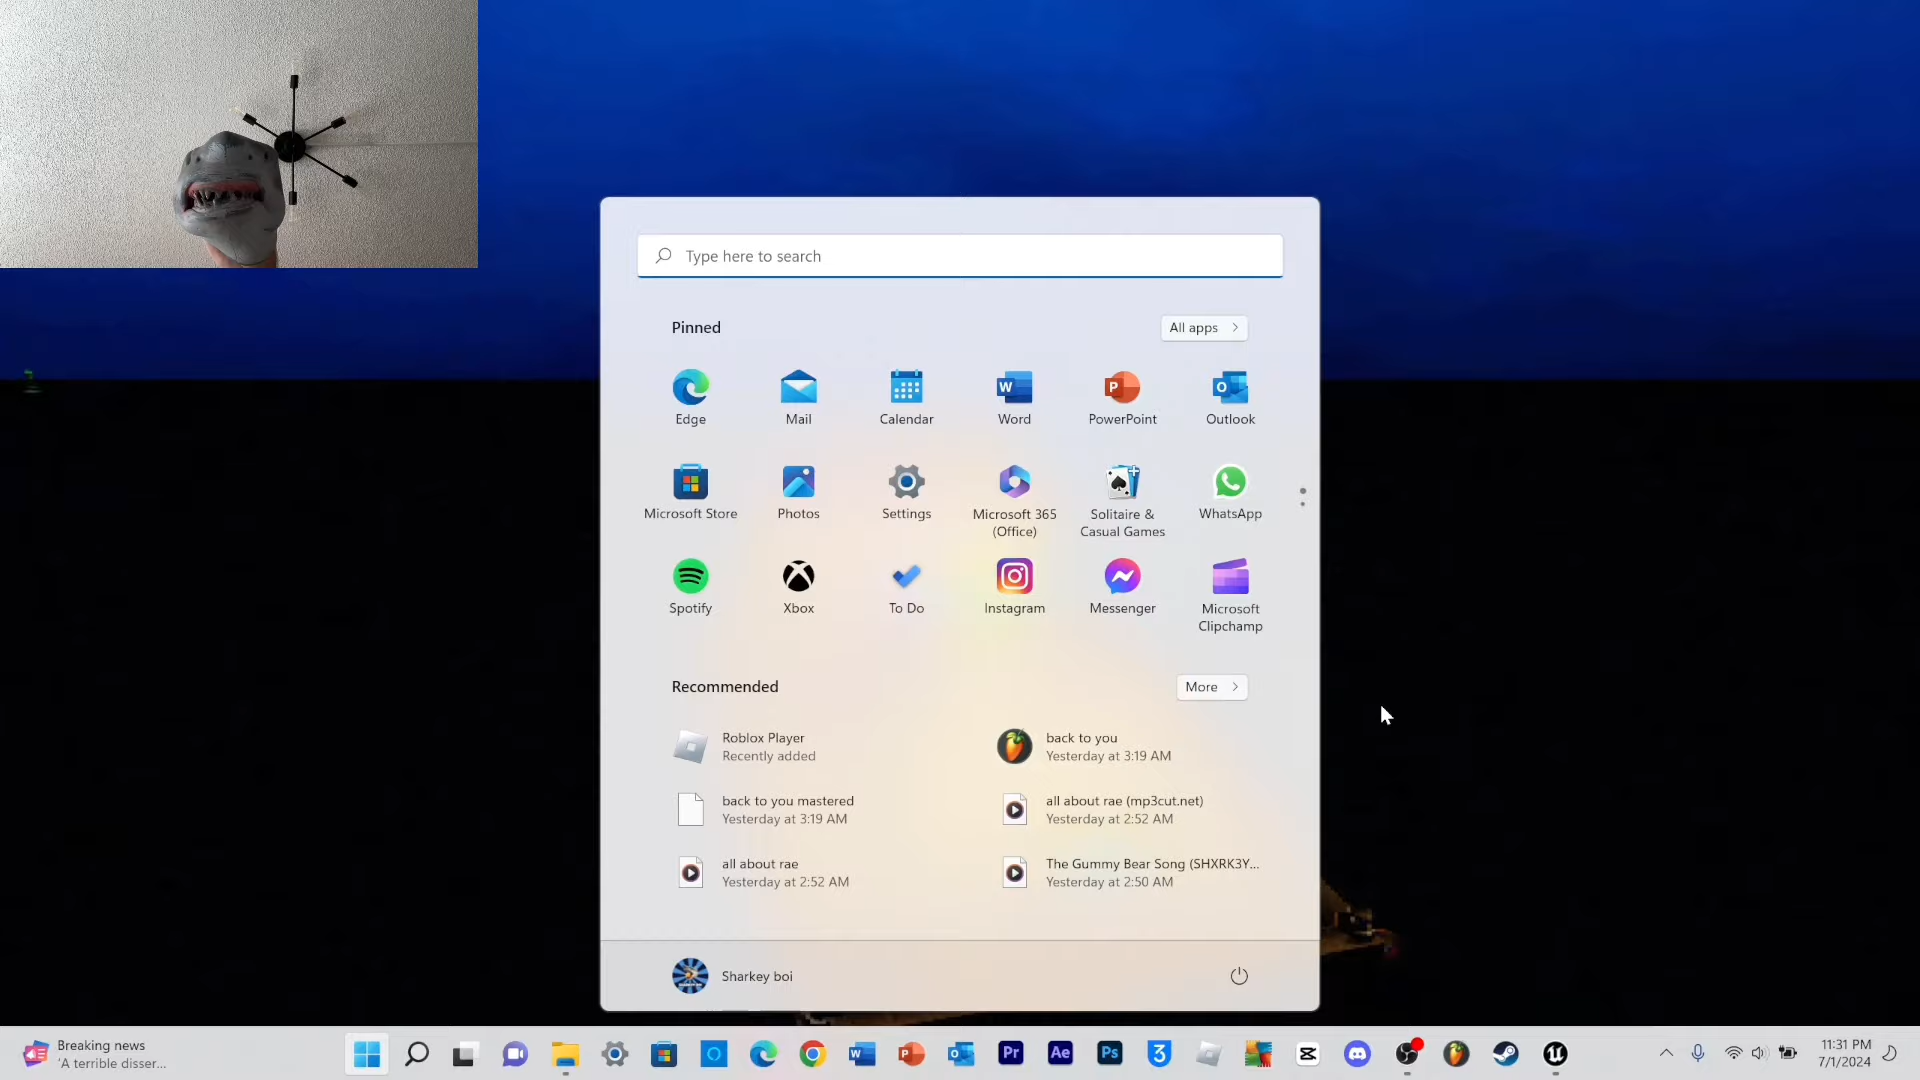 Type here to search
Pinned
All apps
Edge
Mail
Calendar
Word
PowerPoint
Outlook
Microsoft Store
Photos
Settings
Microsoft 365
(Office)
Solitaire &
Casual Games
WhatsApp
Spotify
Xbox
To Do
Instagram
Messenger
Microsoft
Clipchamp
Recommended
More
Roblox Player
Recently added
back to you
Yesterday at 3:19 AM
back to you mastered
Yesterday at 3:19 AM
all about rae (mp3cut.net)
Yesterday at 2:52 AM
all about rae
Yesterday at 2:52 AM
The Gummy Bear Song (SHXRK3Y...
Yesterday at 2:50 AM
Sharkey boi
Breaking news
'A terrible disser...
Pr
Ae
Ps
11:31 PM
7/1/2024